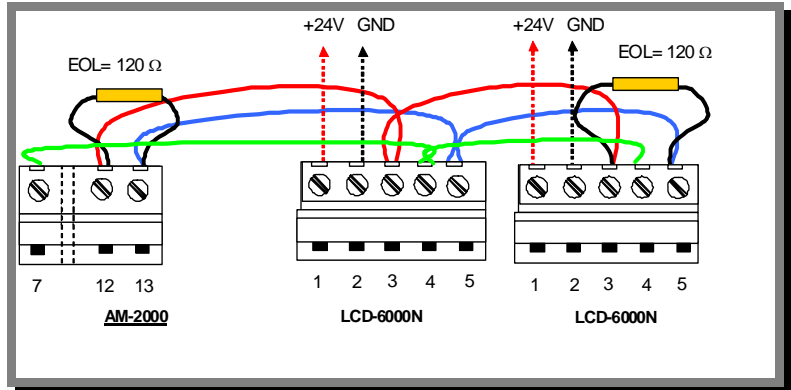 +24V GND
+24V GND
EOL= 120 Ω
EOL= 120 Ω
7 12 13
1 2 3 4 5
1 2 3 4 5
AM-2000
LCD-6000N
LCD-6000N